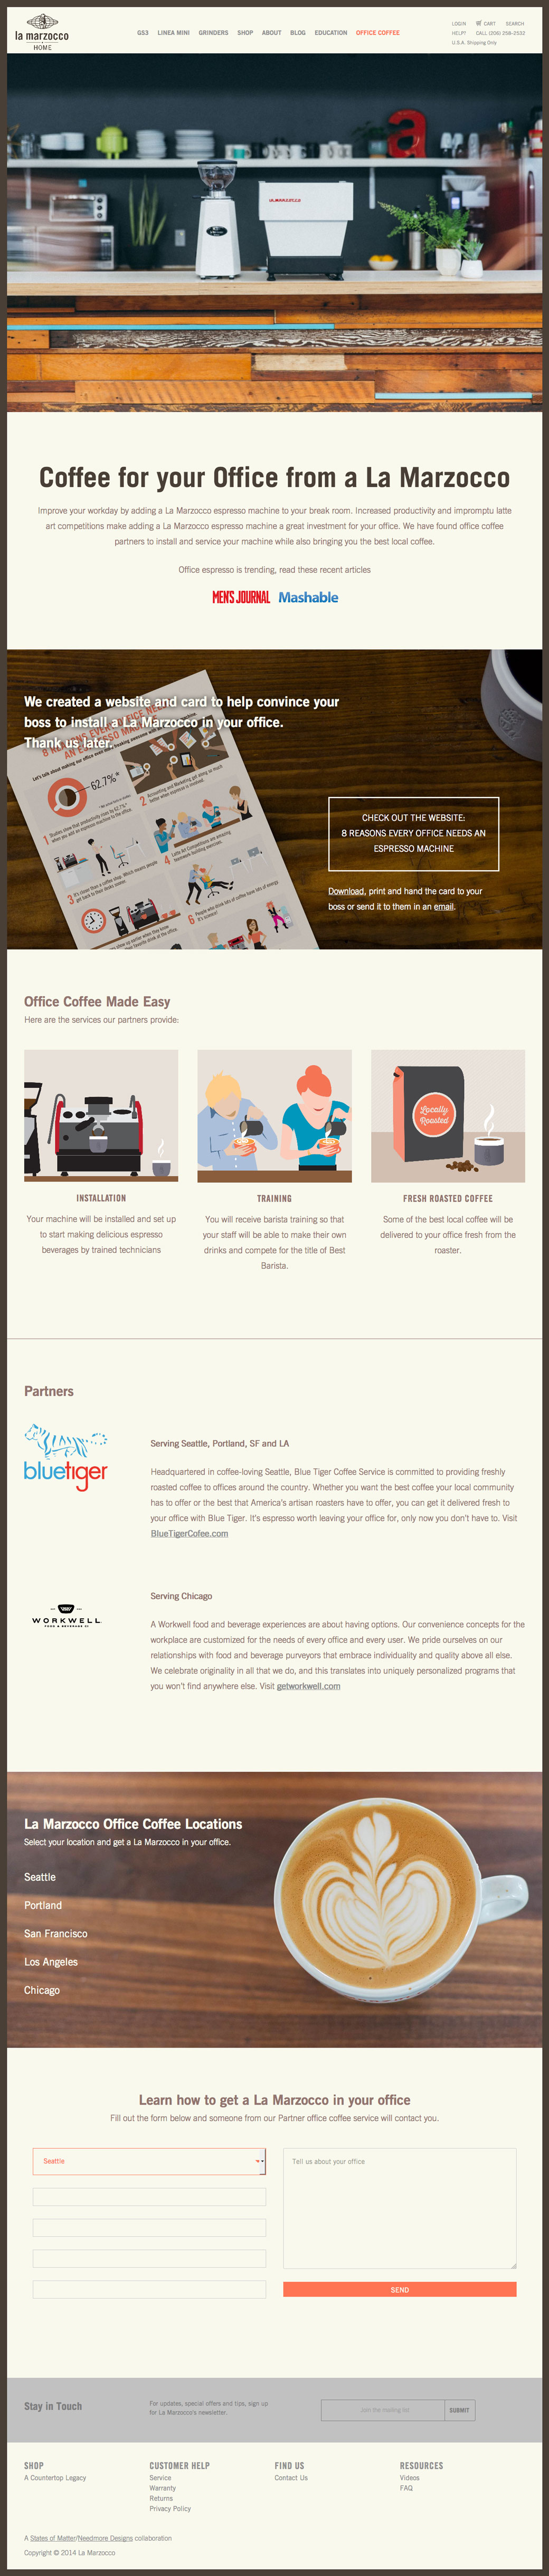 la marzocco
HOME
GS3 LINEA MINI GRINDERS SHOP ABOUT BLOG EDUCATION OFFICE COFFEE
LOGIN CART SEARCH
HELP? CALL (206) 258-2532
U.S.A. Shipping Only
a
LA MARZOCCO
Coffee for your Office from a La Marzocco
Improve your workday by adding a La Marzocco espresso machine to your break room. Increased productivity and impromptu latte
art competitions make adding a La Marzocco espresso machine a great investment for your office. We have found office coffee
partners to install and service your machine while also bringing you the best local coffee.
Office espresso is trending, read these recent articles
MEN'S JOURNAL Mashable
We created a website and card to help convince your
boss to install a La Marzocco in your office.
Thank us later.
8 REASONS EVERY OFFICE NEEDS
AN ESPRESSO MACHINE
62.7%*
1
2
3
4
6
CHECK OUT THE WEBSITE:
8 REASONS EVERY OFFICE NEEDS AN
ESPRESSO MACHINE
Download, print and hand the card to your
boss or send it to them in an email.
Office Coffee Made Easy
Here are the services our partners provide:
Locally
Roasted
INSTALLATION
Your machine will be installed and set up
to start making delicious espresso
beverages by trained technicians
TRAINING
You will receive barista training so that
your staff will be able to make their own
drinks and compete for the title of Best
Barista.
FRESH ROASTED COFFEE
Some of the best local coffee will be
delivered to your office fresh from the
roaster.
Partners
bluetiger
Serving Seattle, Portland, SF and LA
Headquartered in coffee-loving Seattle, Blue Tiger Coffee Service is committed to providing freshly
roasted coffee to offices around the country. Whether you want the best coffee your local community
has to offer or the best that America's artisan roasters have to offer, you can get it delivered fresh to
your office with Blue Tiger. It's espresso worth leaving your office for, only now you don't have to. Visit
BlueTigerCofee.com
WORKWELL
FOOD & BEVERAGE CO
Serving Chicago
A Workwell food and beverage experiences are about having options. Our convenience concepts for the
workplace are customized for the needs of every office and every user. We pride ourselves on our
relationships with food and beverage purveyors that embrace individuality and quality above all else.
We celebrate originality in all that we do, and this translates into uniquely personalized programs that
you won't find anywhere else. Visit getworkwell.com
La Marzocco Office Coffee Locations
Select your location and get a La Marzocco in your office.
Seattle
Portland
San Francisco
Los Angeles
Chicago
Learn how to get a La Marzocco in your office
Fill out the form below and someone from our Partner office coffee service will contact you.
Seattle
Tell us about your office
SEND
Stay in Touch
For updates, special offers and tips, sign up
for La Marzocco's newsletter.
Join the mailing list
SUBMIT
SHOP
A Countertop Legacy
CUSTOMER HELP
Service
Warranty
Returns
Privacy Policy
FIND US
Contact Us
RESOURCES
Videos
FAQ
A States of Matter/Needmore Designs collaboration
Copyright © 2014 La Marzocco